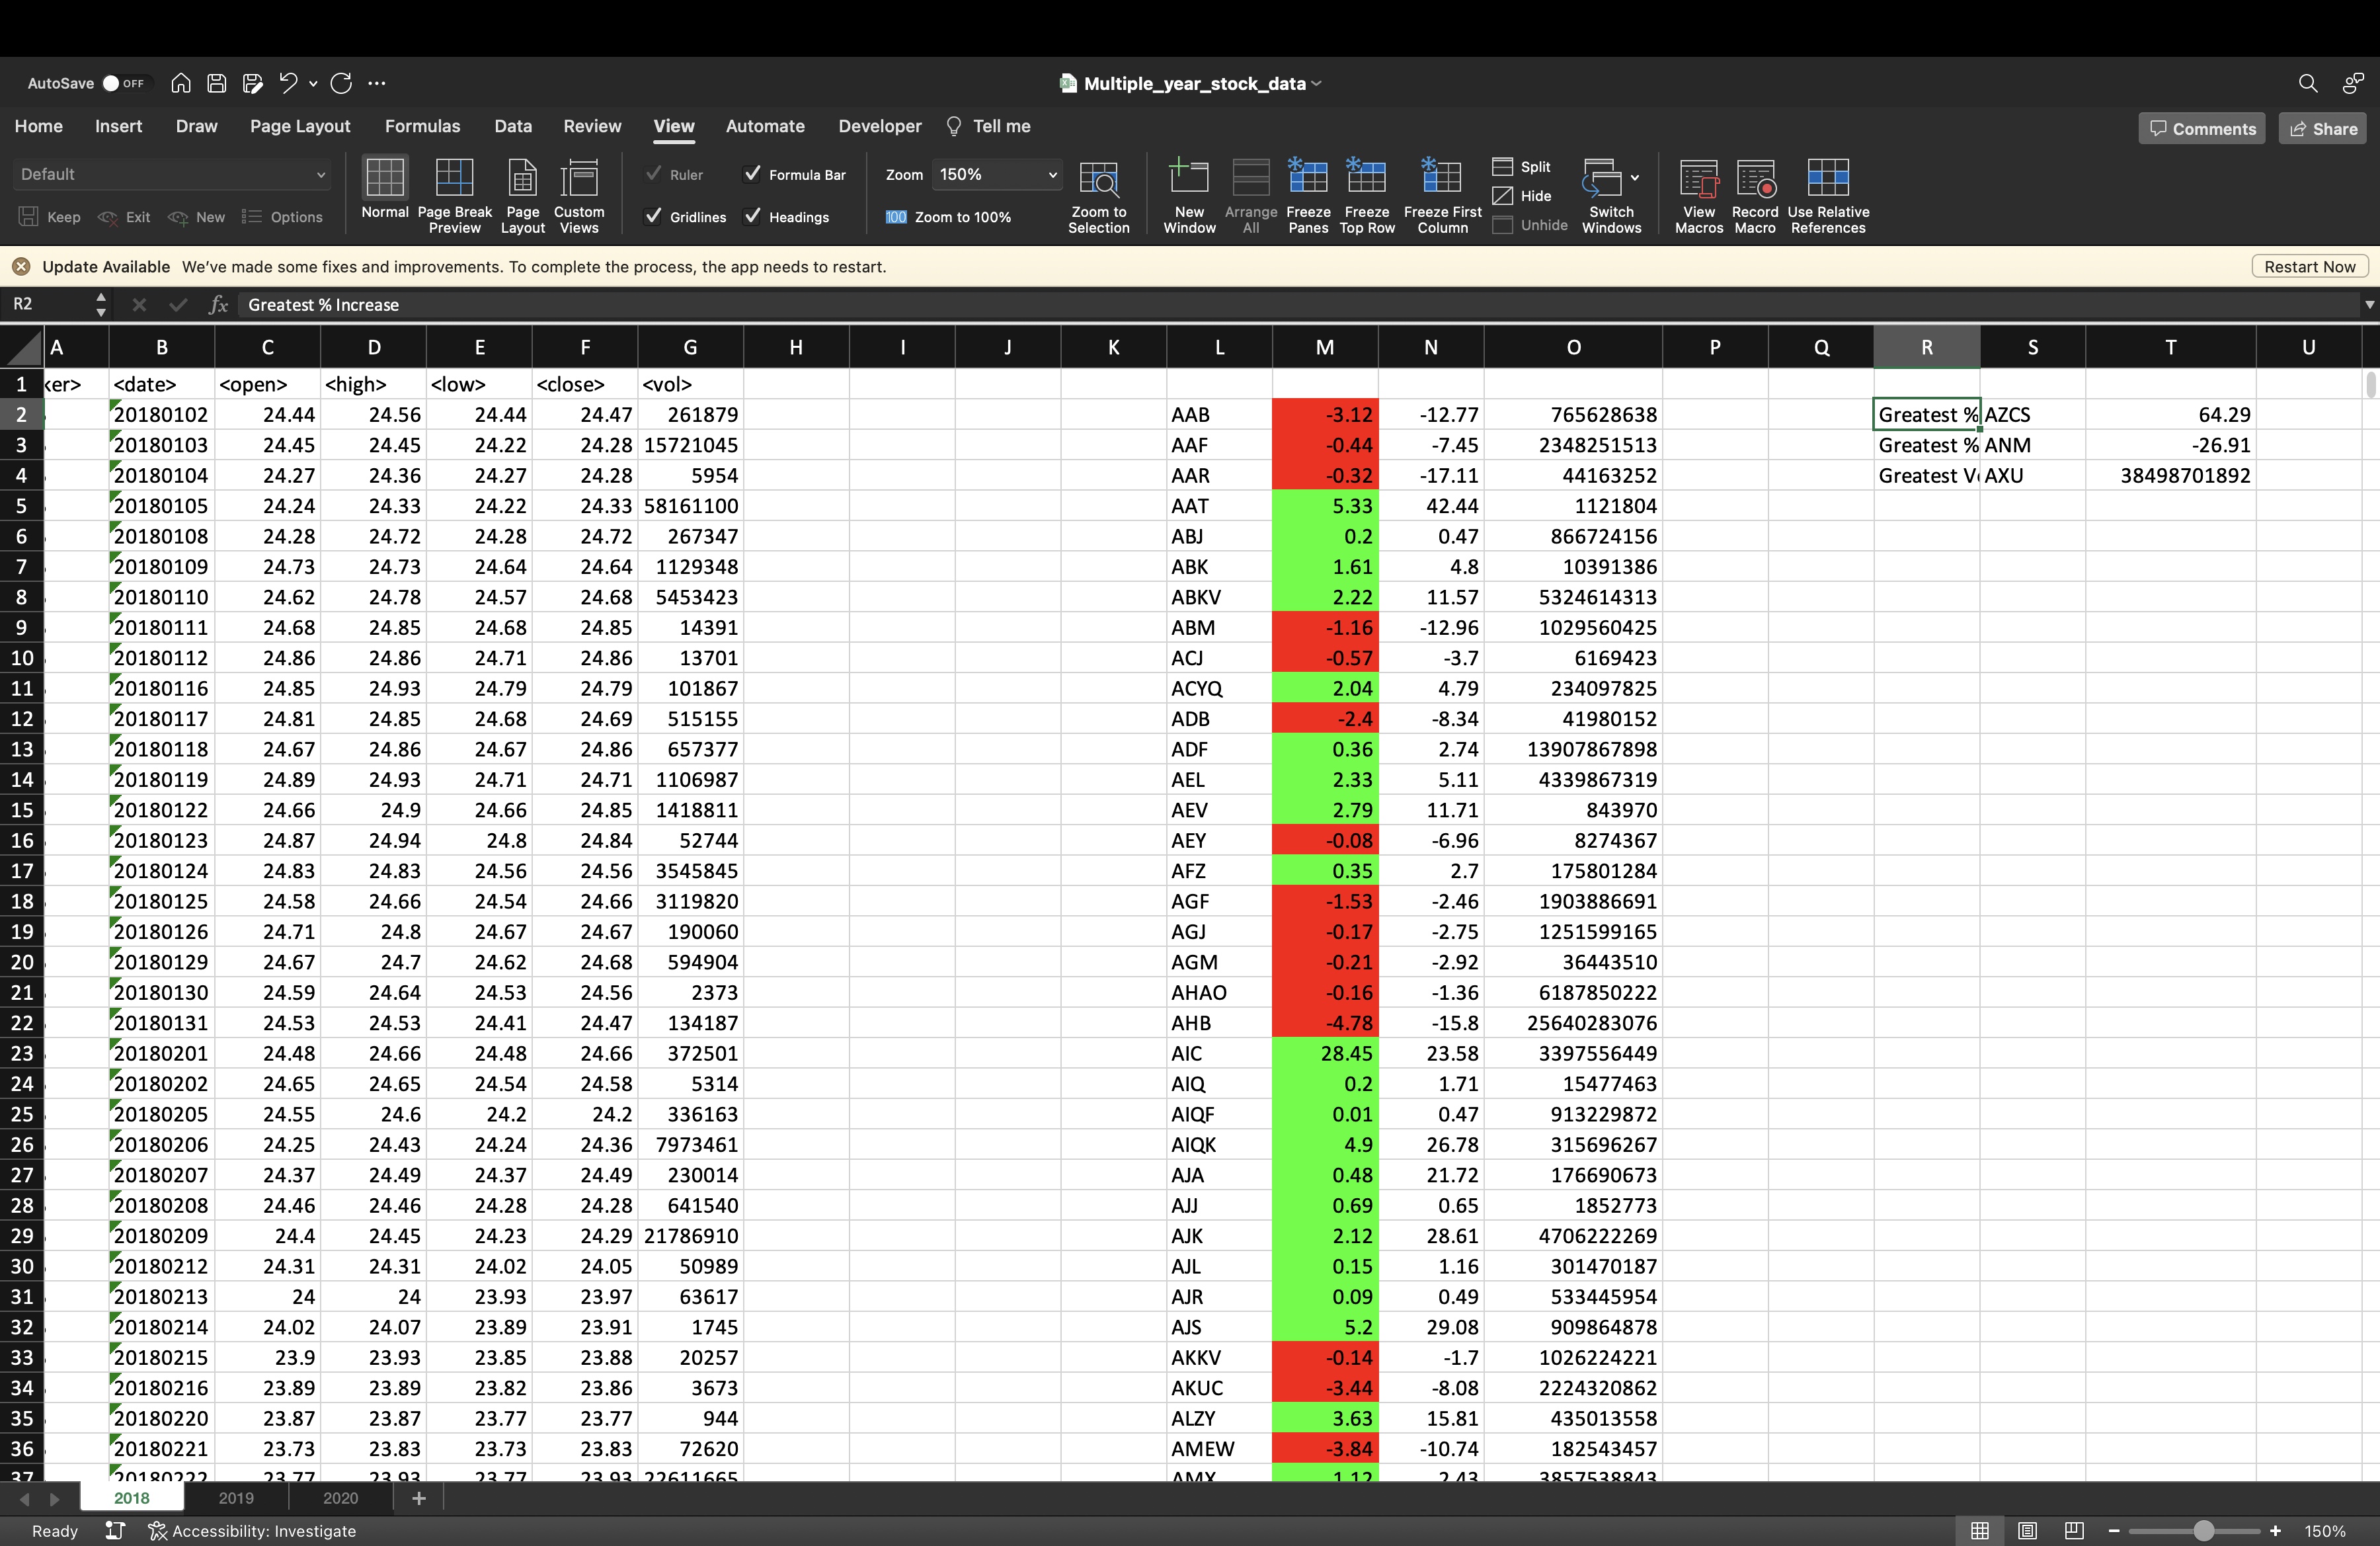 AutoSave OFF Multiple_year_stock_data
Home Insert Draw Page Layout Formulas Data Review View Automate Developer Tell me Comments Share
Default Normal Page Break Preview Page Layout Custom Views Ruler Formula Bar Zoom 150% Zoom to Selection New Window Arrange All Freeze Panes Freeze Top Row Freeze First Column Split Hide Unhide Switch Windows View Macros Record Macro Use Relative References
Keep Exit New Options Gridlines Headings 100 Zoom to 100%
Update Available We've made some fixes and improvements. To complete the process, the app needs to restart. Restart Now
R2 fx Greatest % Increase
A B C D E F G H I J K L M N O P Q R S T U
1 ker> <date> <open> <high> <low> <close> <vol>
2 20180102 24.44 24.56 24.44 24.47 261879 AAB -3.12 -12.77 765628638 Greatest % AZCS 64.29
3 20180103 24.45 24.45 24.22 24.28 15721045 AAF -0.44 -7.45 2348251513 Greatest % ANM -26.91
4 20180104 24.27 24.36 24.27 24.28 5954 AAR -0.32 -17.11 44163252 Greatest V AXU 38498701892
5 20180105 24.24 24.33 24.22 24.33 58161100 AAT 5.33 42.44 1121804
6 20180108 24.28 24.72 24.28 24.72 267347 ABJ 0.2 0.47 866724156
7 20180109 24.73 24.73 24.64 24.64 1129348 ABK 1.61 4.8 10391386
8 20180110 24.62 24.78 24.57 24.68 5453423 ABKV 2.22 11.57 5324614313
9 20180111 24.68 24.85 24.68 24.85 14391 ABM -1.16 -12.96 1029560425
10 20180112 24.86 24.86 24.71 24.86 13701 ACJ -0.57 -3.7 6169423
11 20180116 24.85 24.93 24.79 24.79 101867 ACYQ 2.04 4.79 234097825
12 20180117 24.81 24.85 24.68 24.69 515155 ADB -2.4 -8.34 41980152
13 20180118 24.67 24.86 24.67 24.86 657377 ADF 0.36 2.74 13907867898
14 20180119 24.89 24.93 24.71 24.71 1106987 AEL 2.33 5.11 4339867319
15 20180122 24.66 24.9 24.66 24.85 1418811 AEV 2.79 11.71 843970
16 20180123 24.87 24.94 24.8 24.84 52744 AEY -0.08 -6.96 8274367
17 20180124 24.83 24.83 24.56 24.56 3545845 AFZ 0.35 2.7 175801284
18 20180125 24.58 24.66 24.54 24.66 3119820 AGF -1.53 -2.46 1903886691
19 20180126 24.71 24.8 24.67 24.67 190060 AGJ -0.17 -2.75 1251599165
20 20180129 24.67 24.7 24.62 24.68 594904 AGM -0.21 -2.92 36443510
21 20180130 24.59 24.64 24.53 24.56 2373 AHAO -0.16 -1.36 6187850222
22 20180131 24.53 24.53 24.41 24.47 134187 AHB -4.78 -15.8 25640283076
23 20180201 24.48 24.66 24.48 24.66 372501 AIC 28.45 23.58 3397556449
24 20180202 24.65 24.65 24.54 24.58 5314 AIQ 0.2 1.71 15477463
25 20180205 24.55 24.6 24.2 24.2 336163 AIQF 0.01 0.47 913229872
26 20180206 24.25 24.43 24.24 24.36 7973461 AIQK 4.9 26.78 315696267
27 20180207 24.37 24.49 24.37 24.49 230014 AJA 0.48 21.72 176690673
28 20180208 24.46 24.46 24.28 24.28 641540 AJJ 0.69 0.65 1852773
29 20180209 24.4 24.45 24.23 24.29 21786910 AJK 2.12 28.61 4706222269
30 20180212 24.31 24.31 24.02 24.05 50989 AJL 0.15 1.16 301470187
31 20180213 24 24 23.93 23.97 63617 AJR 0.09 0.49 533445954
32 20180214 24.02 24.07 23.89 23.91 1745 AJS 5.2 29.08 909864878
33 20180215 23.9 23.93 23.85 23.88 20257 AKKV -0.14 -1.7 1026224221
34 20180216 23.89 23.89 23.82 23.86 3673 AKUC -3.44 -8.08 2224320862
35 20180220 23.87 23.87 23.77 23.77 944 ALZY 3.63 15.81 435013558
36 20180221 23.73 23.83 23.73 23.83 72620 AMEW -3.84 -10.74 182543457
37 20180222 23.77 23.93 23.77 23.93 22611665 AMX 1.12 2.43 3857538843
2018 2019 2020 +
Ready Accessibility: Investigate 150%